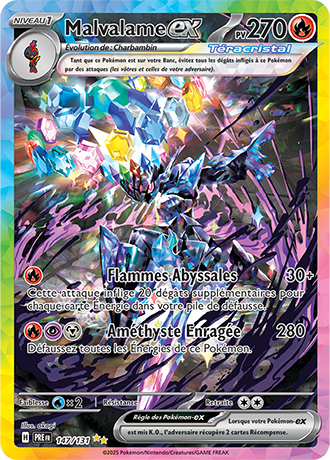 NIVEAU 1
Malvalame ex PV 270
Évolution de : Charbambin
Téracristal
Tant que ce Pokémon est sur votre Banc, évitez tous les dégâts infligés à ce Pokémon
par des attaques (les vôtres et celles de votre adversaire).
Flammes Abyssales 30+
Cette attaque inflige 20 dégâts supplémentaires pour
chaque carte Énergie dans votre pile de défausse.
Améthyste Enragée 280
Défaussez toutes les Énergies de ce Pokémon.
Faiblesse ×2 Résistance Retraite
Illus. akagi
Règle des Pokémon-ex
Lorsque votre Pokémon-ex
est mis K.O., l'adversaire récupère 2 cartes Récompense.
H PRE FR 147/131
©2025 Pokémon/Nintendo/Creatures/GAME FREAK